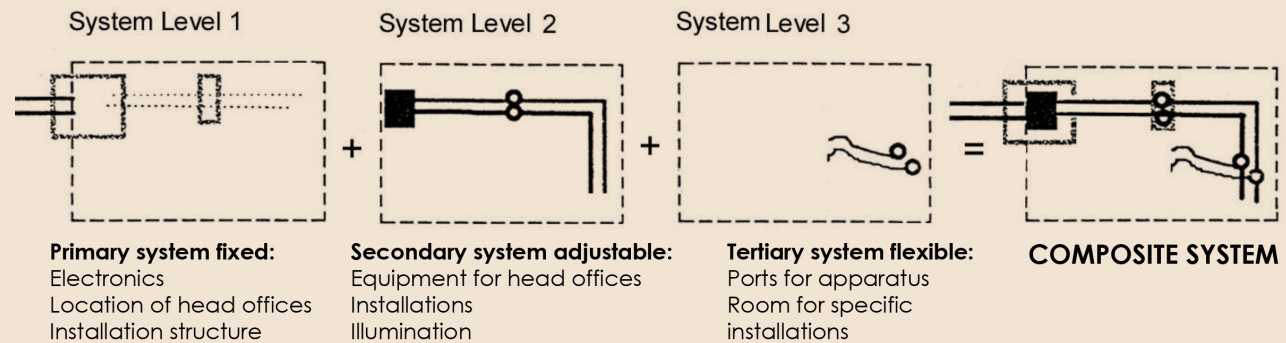 System Level 1
System Level 2
System Level 3
+
+
=
Primary system fixed:
Electronics
Location of head offices
Installation structure
Secondary system adjustable:
Equipment for head offices
Installations
Illumination
Tertiary system flexible:
Ports for apparatus
Room for specific
installations
COMPOSITE SYSTEM